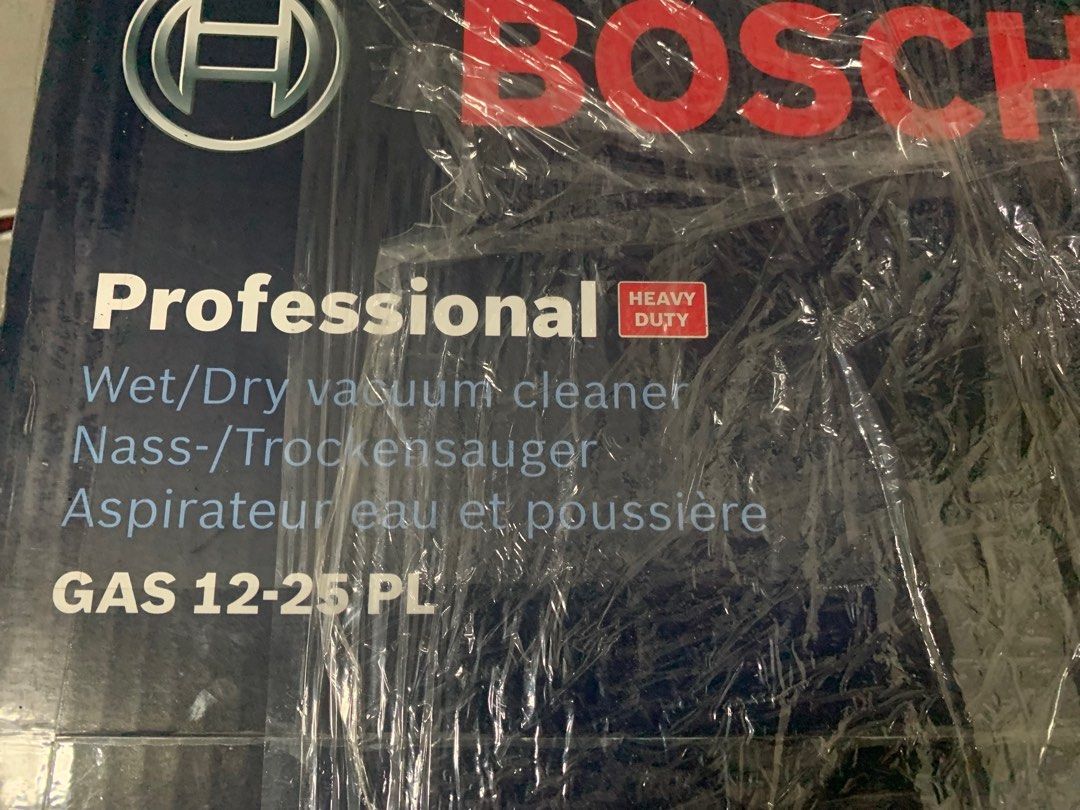 BOSCH
Professional HEAVY DUTY
Wet/Dry vacuum cleaner
Nass-/Trockensauger
Aspirateur eau et poussière
GAS 12-25 PL